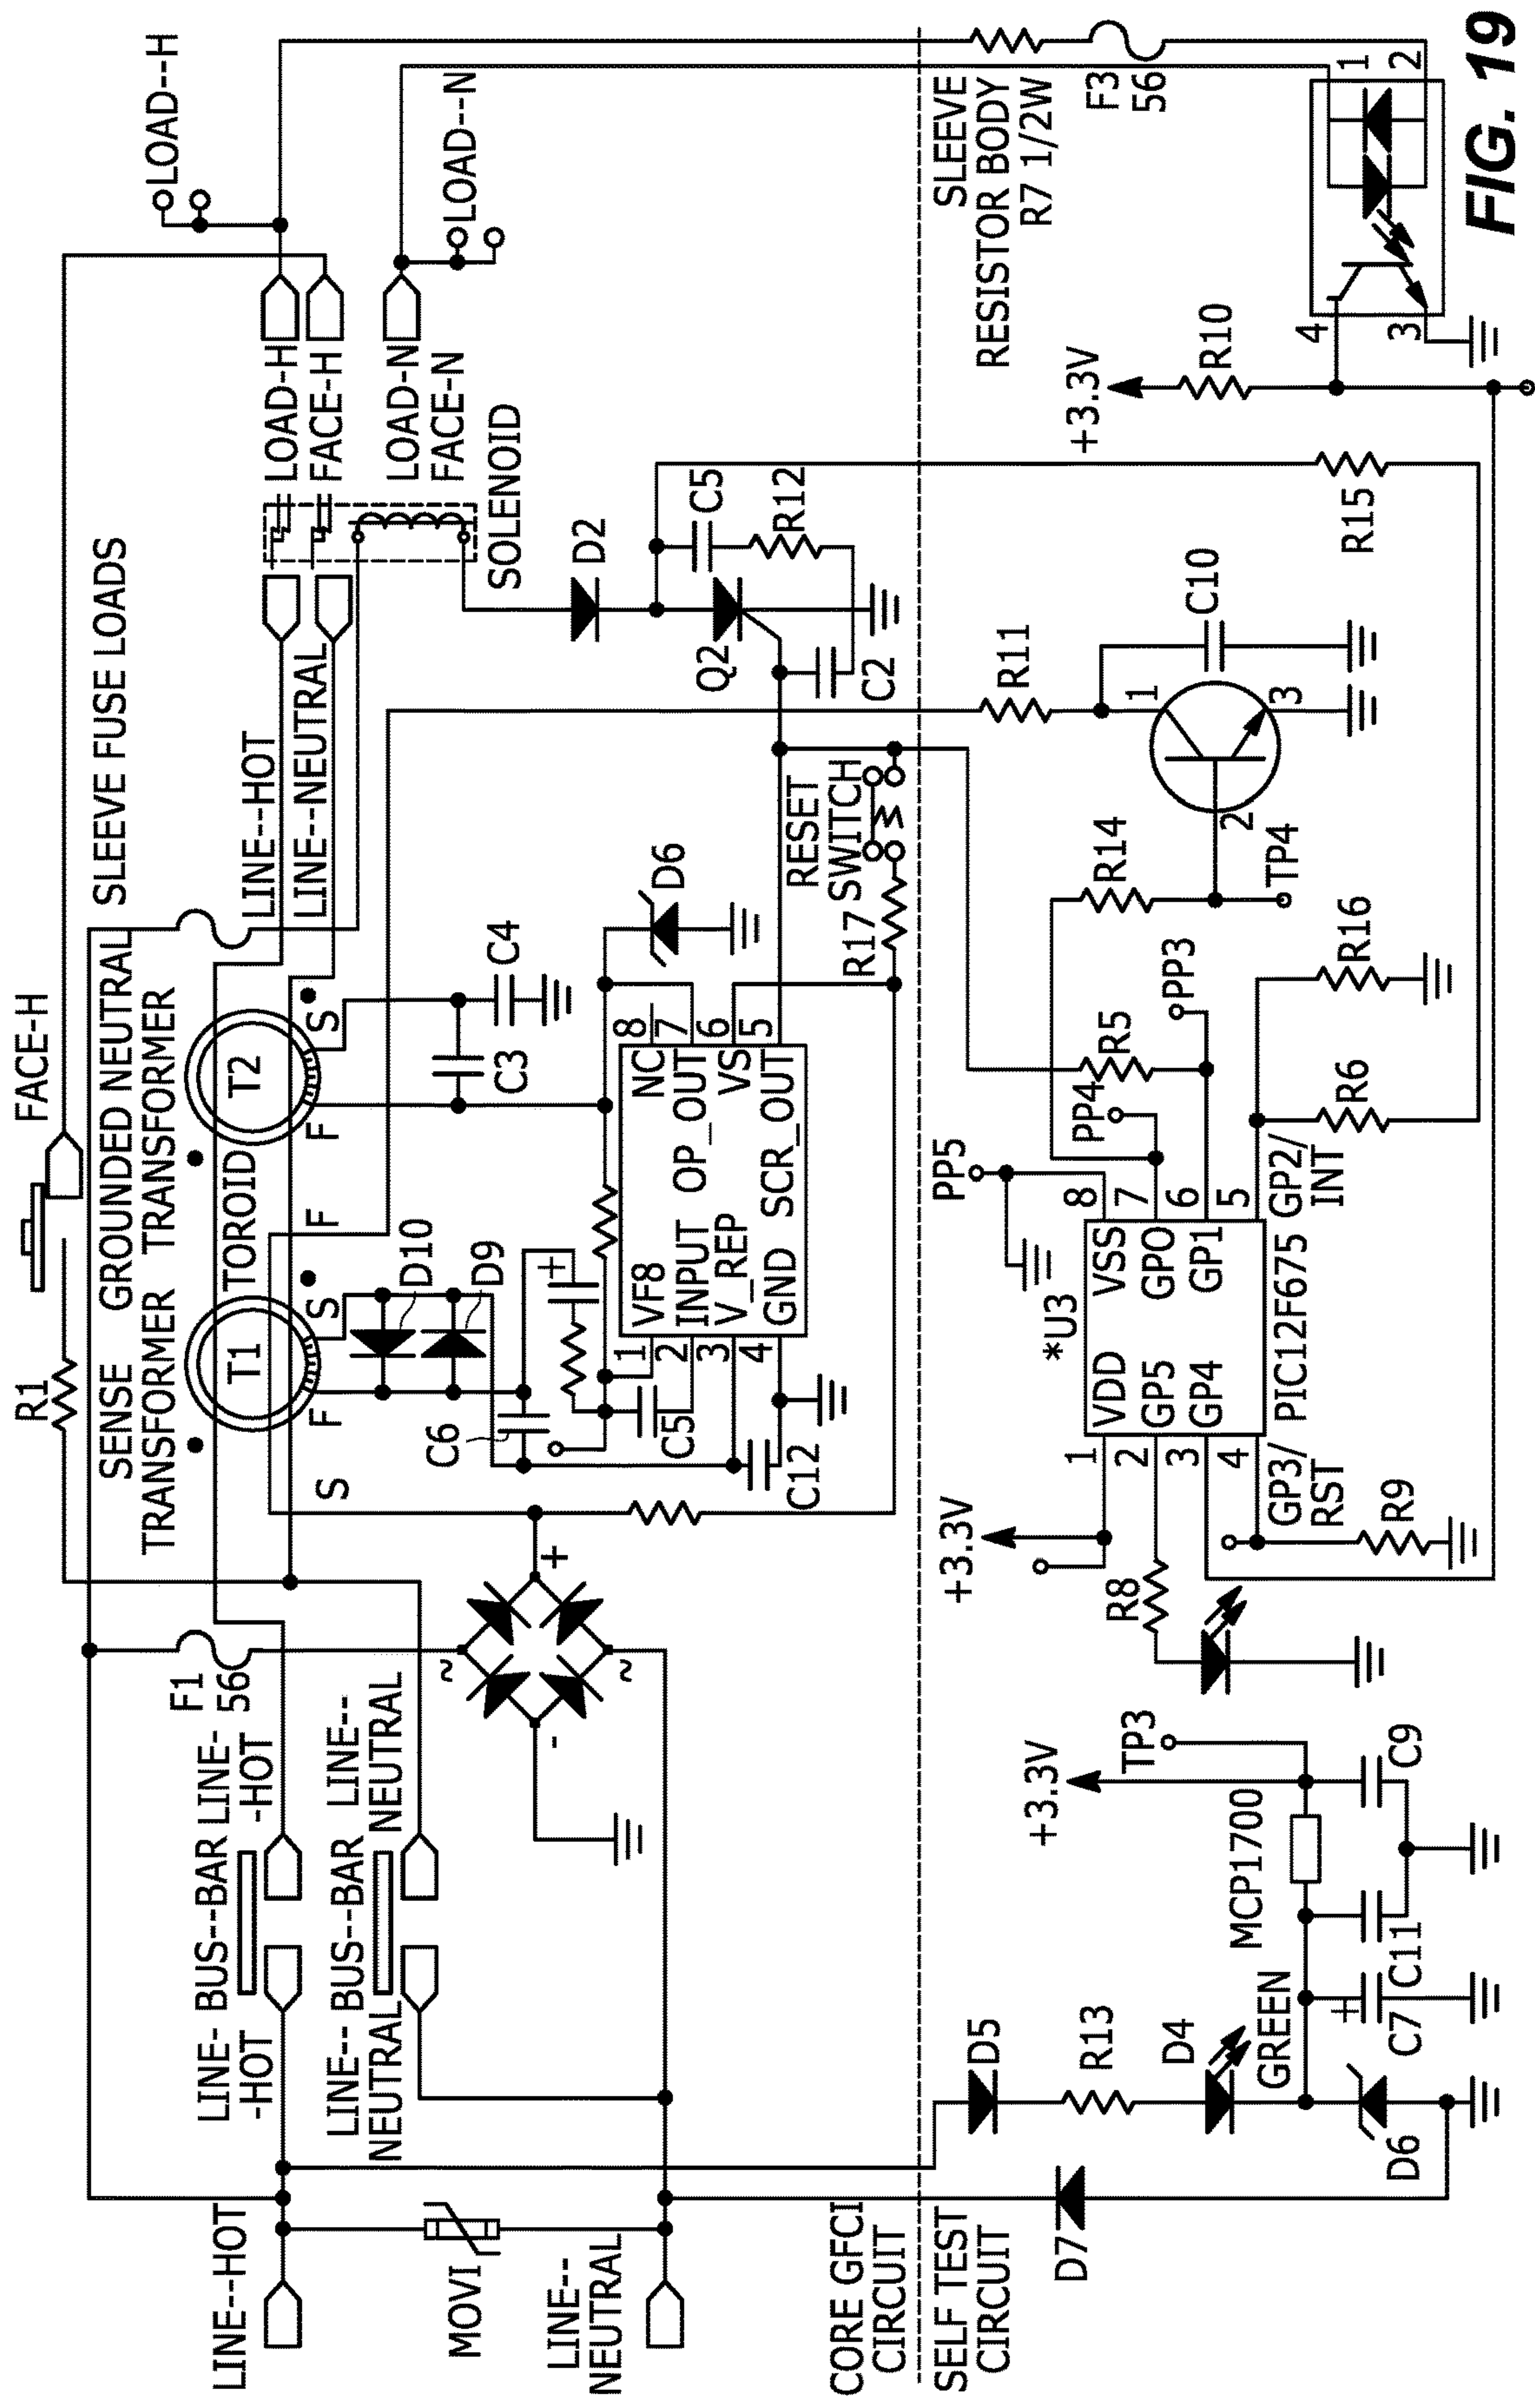 FACE-H
SLEEVE FUSE LOADS
LOAD--H
R1
SENSE
TRANSFORMER
GROUNDED NEUTRAL
TRANSFORMER
F1
56
LINE-
-HOT
BUS--BAR
LINE-
-HOT
LINE--HOT
TOROID
T1
T2
LINE--HOT
LINE--NEUTRAL
LOAD-H
FACE-H
LOAD-N
FACE-N
LOAD--N
LINE--
NEUTRAL
BUS--BAR
LINE--
NEUTRAL
S
F
S
F
F
S
D10
D9
C6
C3
C4
SOLENOID
MOVI
LINE--
NEUTRAL
~
~
+
-
+
C5
C12
1
2
3
4
VF8
INPUT
V_REP
GND
NC
OP_OUT
VS
SCR_OUT
8
7
6
5
D6
D2
C5
R12
Q2
C2
RESET
SWITCH
R17
CORE GFCI
CIRCUIT
SELF TEST
CIRCUIT
SLEEVE
RESISTOR BODY
R7 1/2W
F3
56
D7
D5
R13
D4
GREEN
D6
+3.3V
TP3
MCP1700
+
C7
C11
C9
+3.3V
R8
PP5
*U3
1
2
3
4
VDD
GP5
GP4
GP3/
RST
VSS
GPO
GP1
GP2/
INT
8
7
6
5
PIC12F675
R9
PP4
R5
PP3
R6
R16
R14
TP4
R11
1
2
3
C10
R15
+3.3V
R10
4
3
1
2
FIG. 19